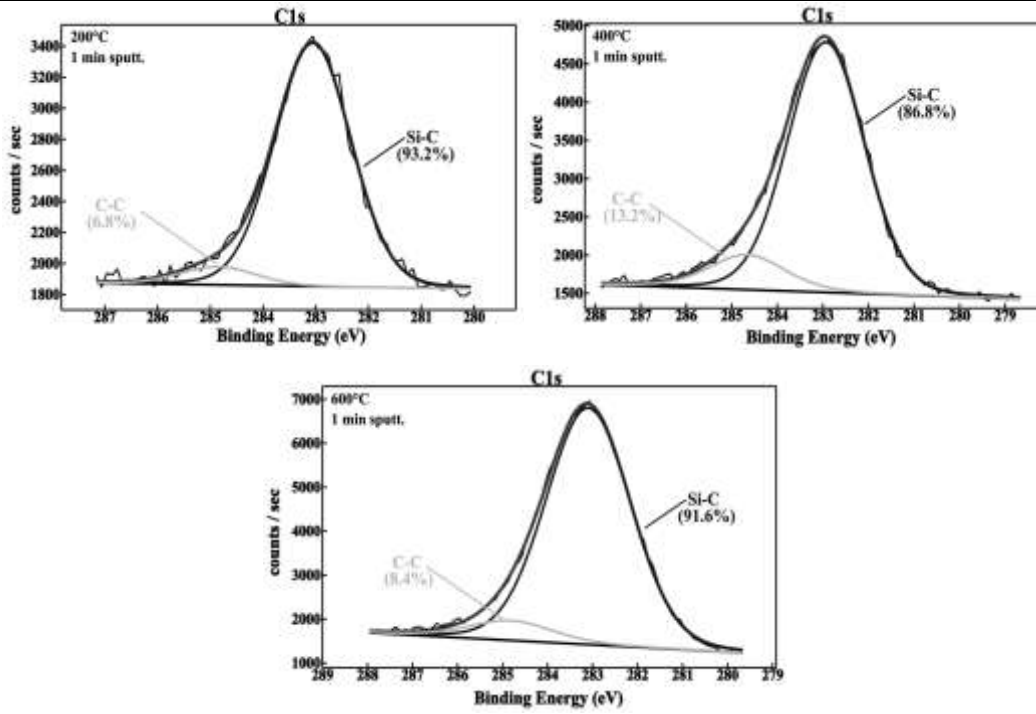 C1s
200°C
1 min sputt.
3400
3200
3000
2800
2600
2400
2200
2000
1800
counts / sec
Si-C
(93.2%)
C-C
(6.8%)
287 286 285 284 283 282 281 280
Binding Energy (eV)
C1s
400°C
1 min sputt.
5000
4500
4000
3500
3000
2500
2000
1500
counts / sec
Si-C
(86.8%)
C-C
(13.2%)
288 287 286 285 284 283 282 281 280 279
Binding Energy (eV)
C1s
600°C
1 min sputt.
7000
6000
5000
4000
3000
2000
1000
counts / sec
Si-C
(91.6%)
C-C
(8.4%)
289 288 287 286 285 284 283 282 281 280 279
Binding Energy (eV)